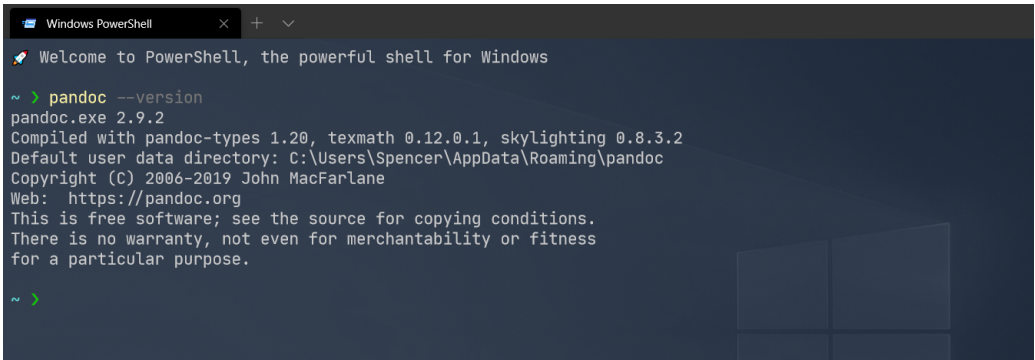 Windows PowerShell
Welcome to PowerShell, the powerful shell for Windows
~ ❯ pandoc --version
pandoc.exe 2.9.2
Compiled with pandoc-types 1.20, texmath 0.12.0.1, skylighting 0.8.3.2
Default user data directory: C:\Users\Spencer\AppData\Roaming\pandoc
Copyright (C) 2006-2019 John MacFarlane
Web:  https://pandoc.org
This is free software; see the source for copying conditions.
There is no warranty, not even for merchantability or fitness
for a particular purpose.
~ ❯